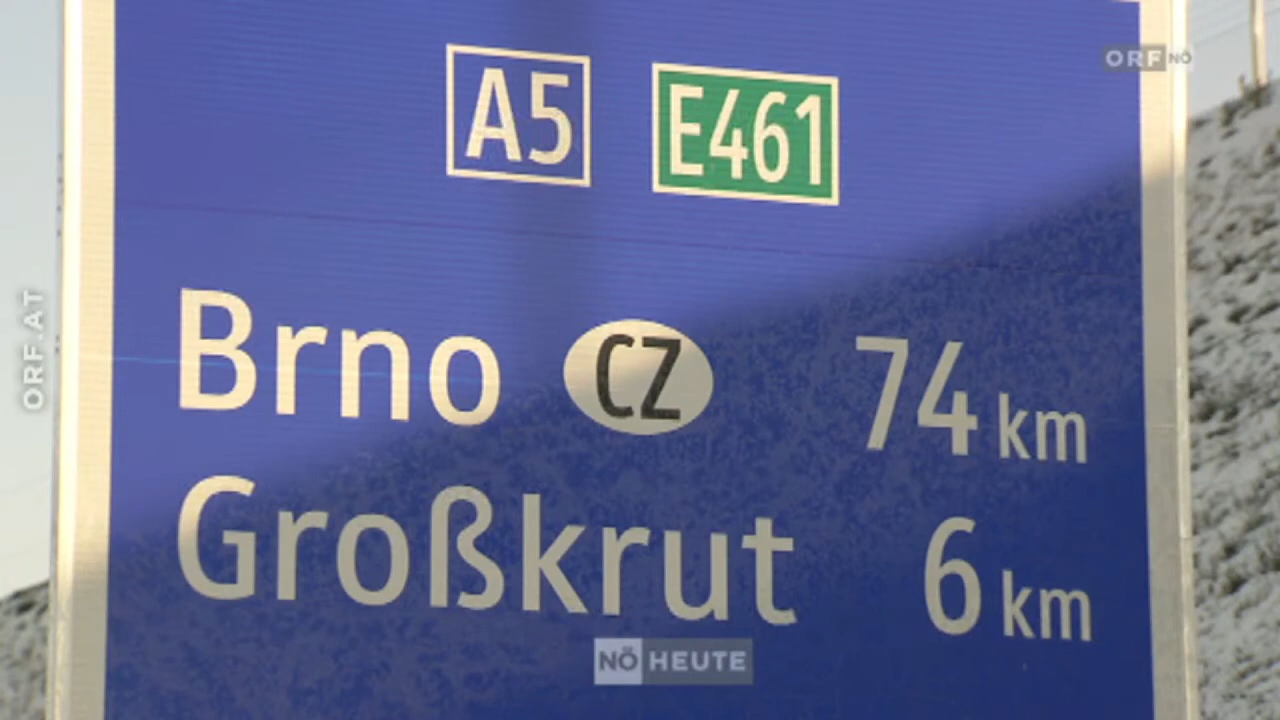 A5 E461
ORF NÖ
Brno CZ 74 km
Großkrut 6 km
NÖ HEUTE
ORF.AT